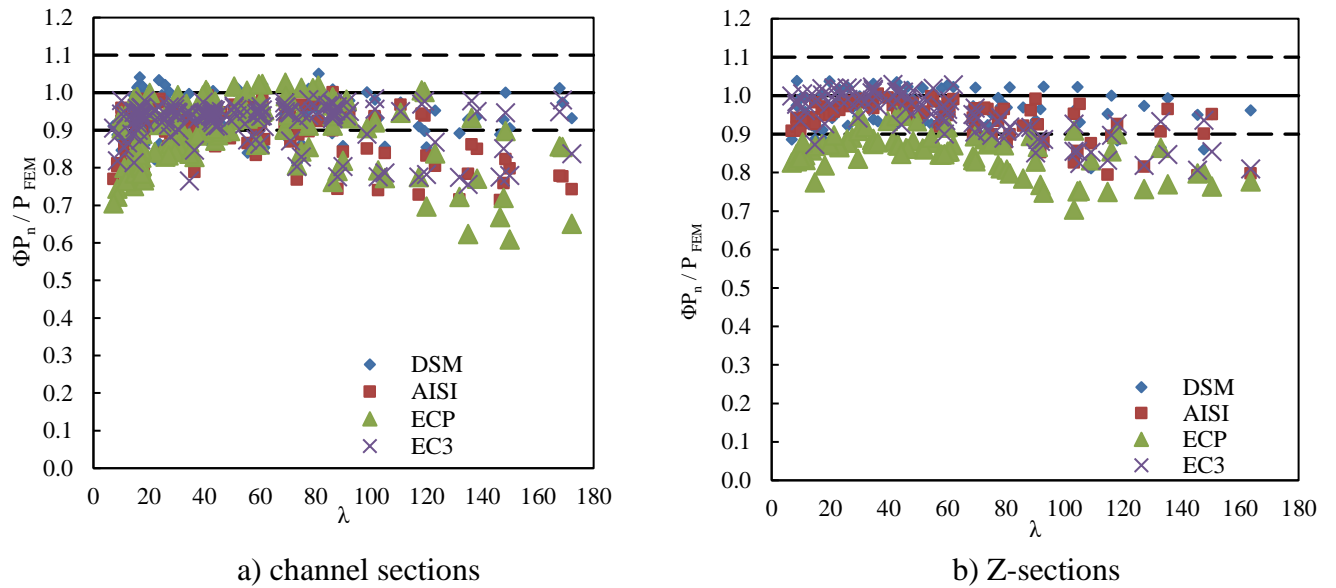 1.2
1.1
1.0
0.9
0.8
0.7
0.6
0.5
0.4
0.3
0.2
0.1
0.0
ΦPn / P FEM
0 20 40 60 80 100 120 140 160 180
λ
DSM
AISI
ECP
EC3
a) channel sections
1.2
1.1
1.0
0.9
0.8
0.7
0.6
0.5
0.4
0.3
0.2
0.1
0.0
ΦPn / P FEM
0 20 40 60 80 100 120 140 160 180
λ
DSM
AISI
ECP
EC3
b) Z-sections